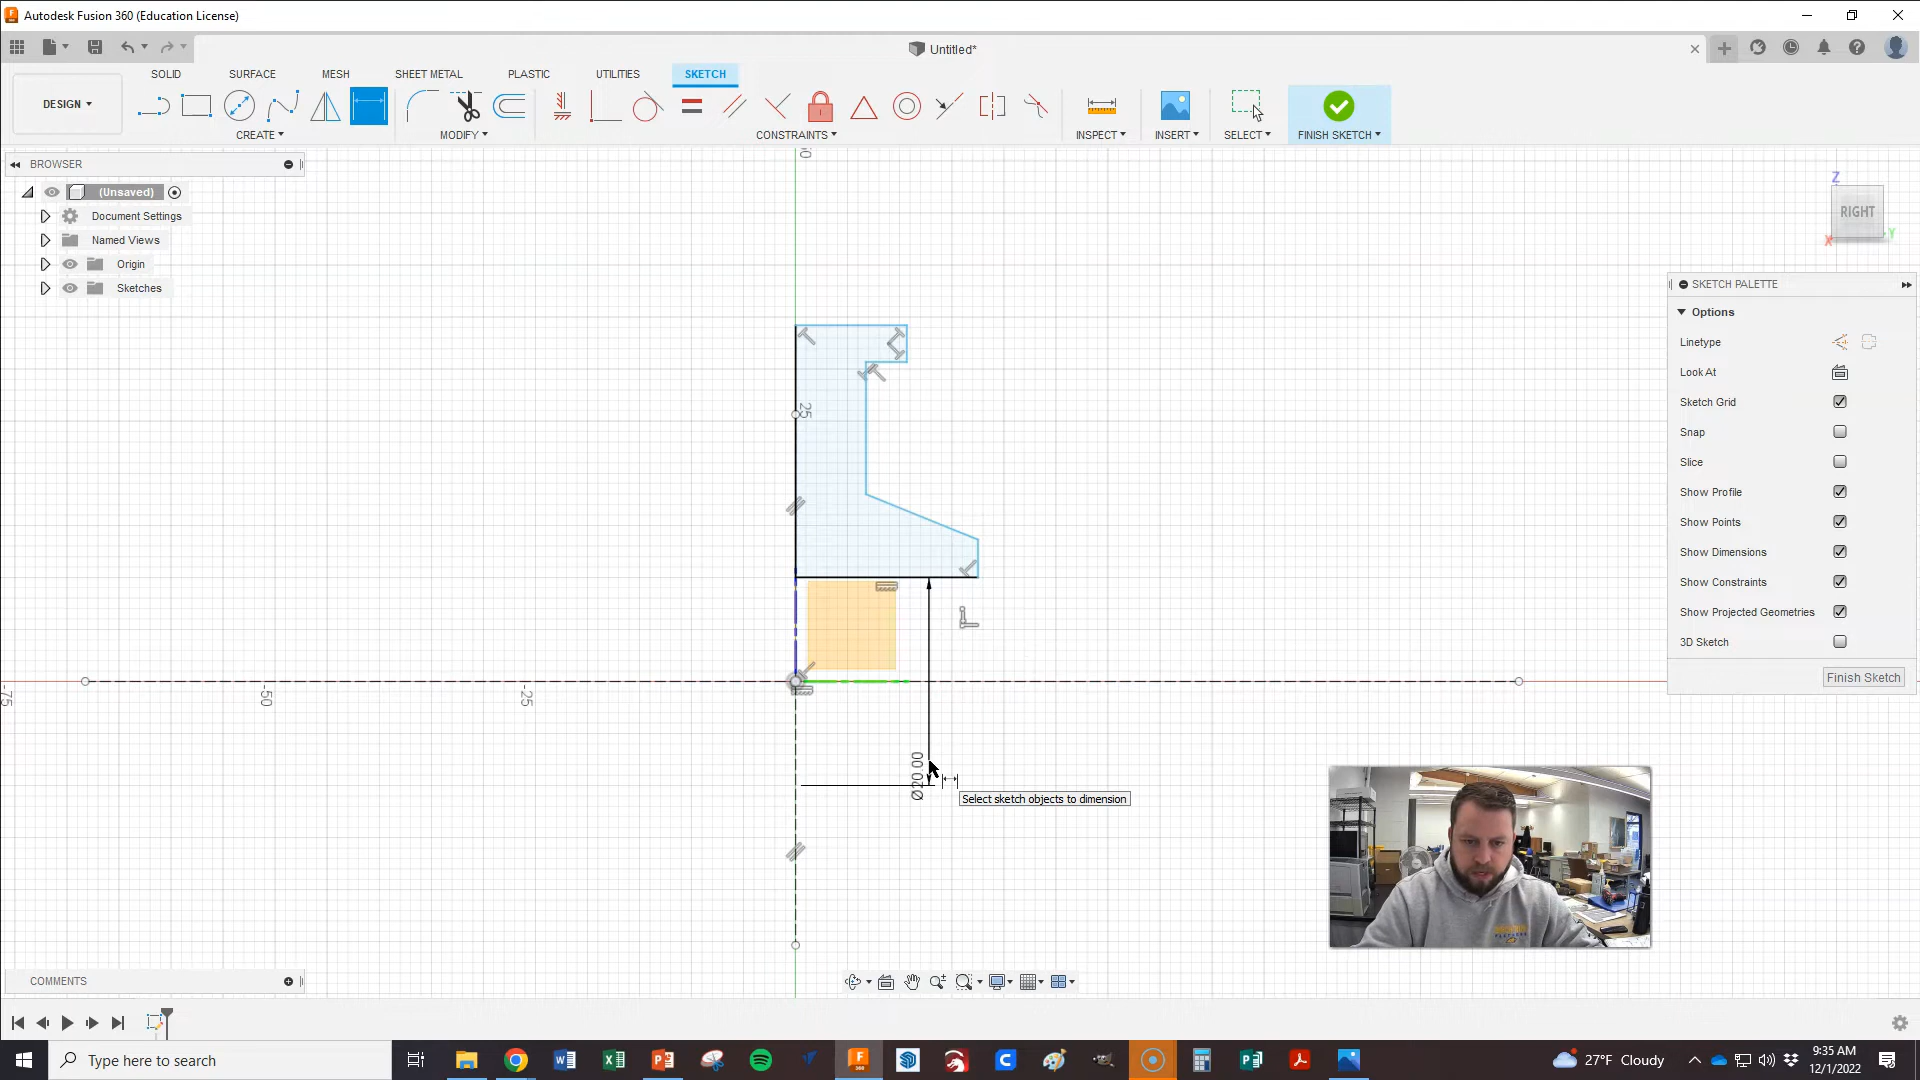 Autodesk Fusion 360 (Education License)
Untitled*
SOLID SURFACE MESH SHEET METAL PLASTIC UTILITIES SKETCH
DESIGN
CREATE MODIFY CONSTRAINTS INSPECT INSERT SELECT FINISH SKETCH
BROWSER
(Unsaved)
Document Settings
Named Views
Origin
Sketches
Z
RIGHT
X
Y
SKETCH PALETTE
Options
Linetype
Look At
Sketch Grid
Snap
Slice
Show Profile
Show Points
Show Dimensions
Show Constraints
Show Projected Geometries
3D Sketch
Finish Sketch
25
-75
-50
-25
Ø20.00
Select sketch objects to dimension
COMMENTS
Type here to search
27°F Cloudy
9:35 AM
12/1/2022